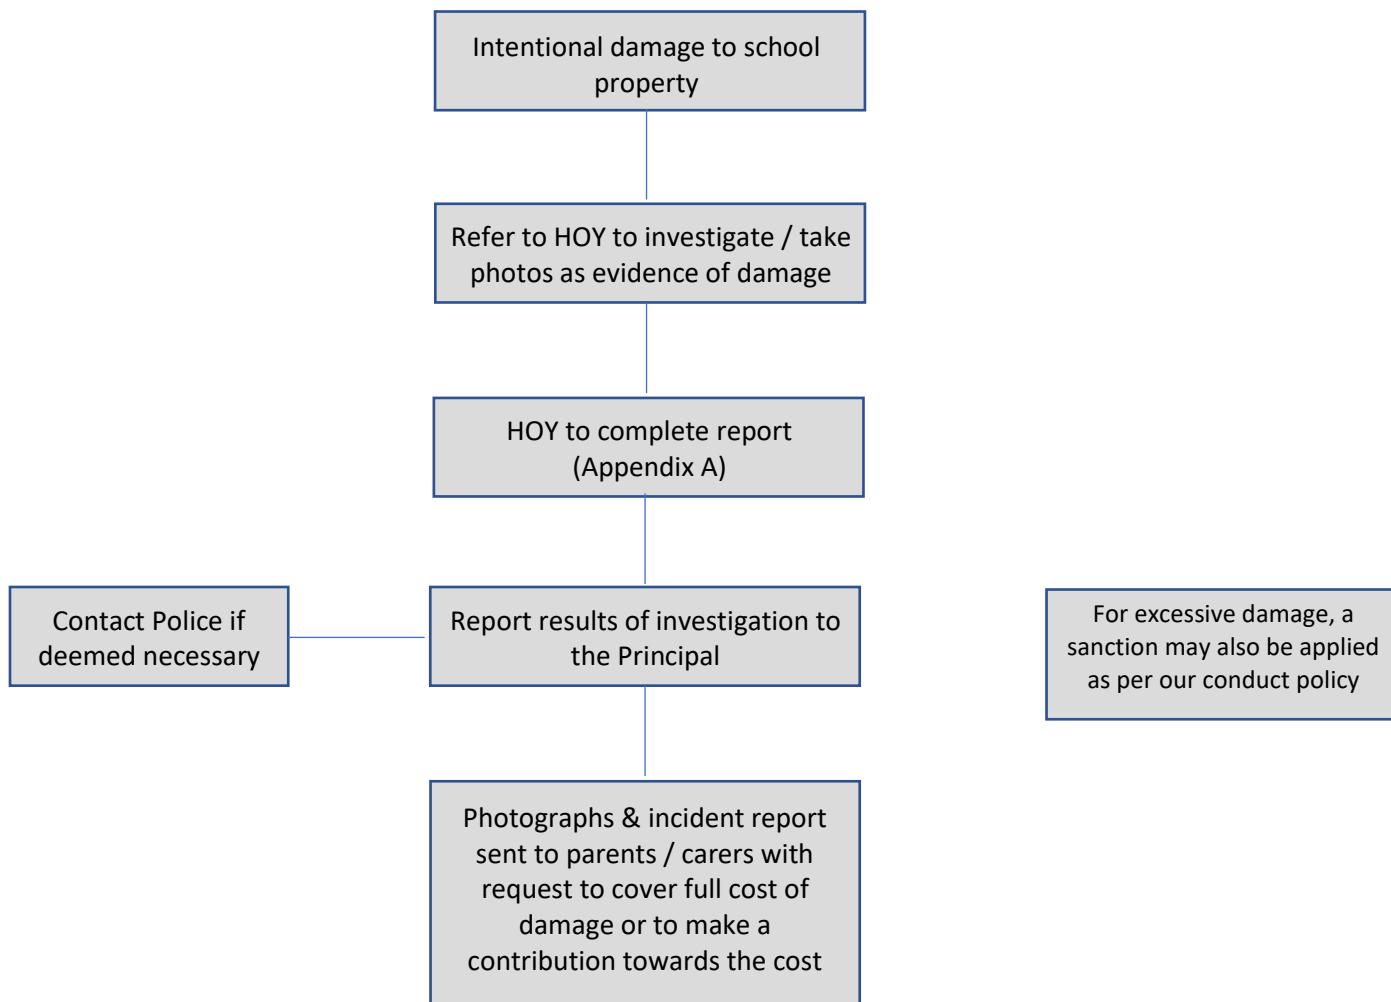 Intentional damage to school
property
Refer to HOY to investigate / take
photos as evidence of damage
HOY to complete report
(Appendix A)
Contact Police if
deemed necessary
Report results of investigation to
the Principal
For excessive damage, a
sanction may also be applied
as per our conduct policy
Photographs & incident report
sent to parents / carers with
request to cover full cost of
damage or to make a
contribution towards the cost